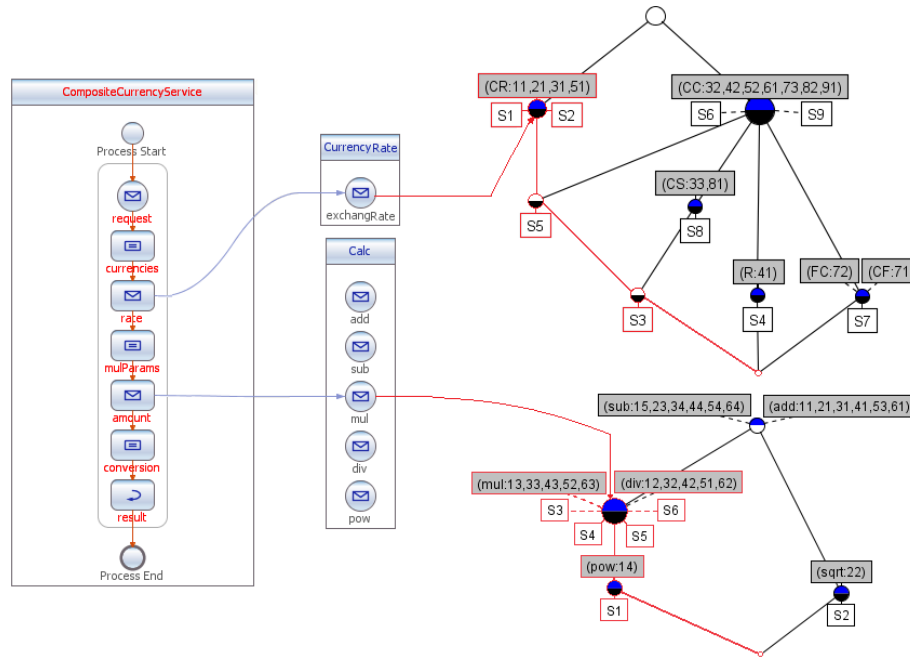 CompositeCurrencyService
Process Start
request
currencies
rate
mulParams
amount
conversion
result
Process End
CurrencyRate
exchangRate
Calc
add
sub
mul
div
pow
(CR:11,21,31,51)
S1
S2
(CC:32,42,52,61,73,82,91)
S6
S9
(CS:33,81)
S8
S5
(R:41)
(FC:72)
(CF:71
S3
S4
S7
(sub:15,23,34,44,54,64)
(add:11,21,31,41,53,61)
(mul:13,33,43,52,63)
(div:12,32,42,51,62)
S3
S6
S4
S5
(pow:14)
S1
(sqrt:22)
S2